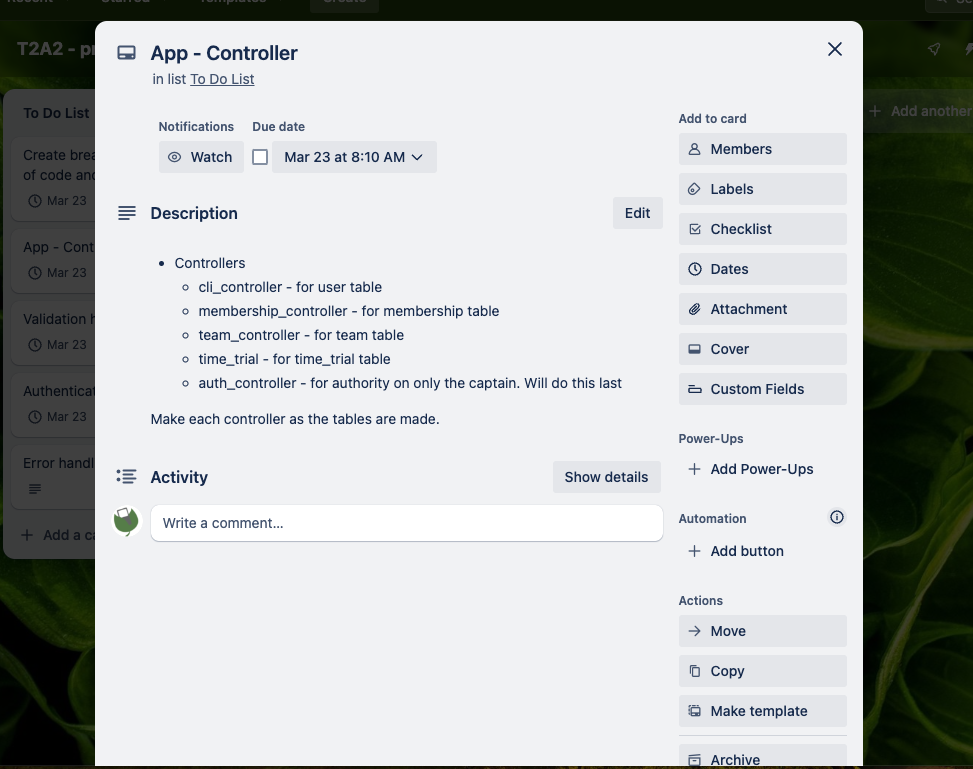 Recent Starred Templates Create
T2A2 - pr
App - Controller
in list To Do List
To Do List
Add another
Notifications Due date
Watch
Mar 23 at 8:10 AM
Add to card
Members
Labels
Checklist
Dates
Attachment
Cover
Custom Fields
Create brea
of code and
Mar 23
App - Cont
Mar 23
Validation h
Mar 23
Authenticat
Mar 23
Error handl
Add a ca
Description
Edit
• Controllers
cli_controller - for user table
membership_controller - for membership table
team_controller - for team table
time_trial - for time_trial table
auth_controller - for authority on only the captain. Will do this last
Make each controller as the tables are made.
Activity
Show details
Write a comment...
Power-Ups
Add Power-Ups
Automation
Add button
Actions
Move
Copy
Make template
Archive